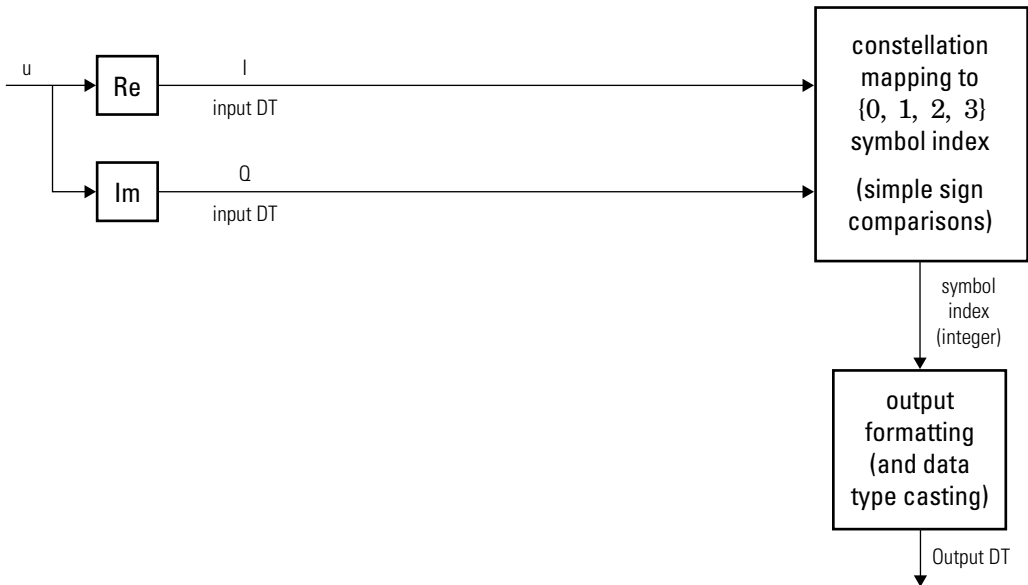 u
Re
I
input DT
Im
Q
input DT
constellation
mapping to
{0, 1, 2, 3}
symbol index
(simple sign
comparisons)
symbol
index
(integer)
output
formatting
(and data
type casting)
Output DT